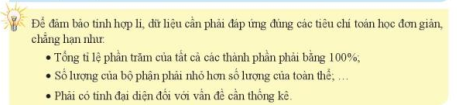 Để đảm bảo tính hợp lí, dữ liệu cần phải đáp ứng đúng các tiêu chí toán học đơn giản,
chẳng hạn như:
• Tổng tỉ lệ phần trăm của tất cả các thành phần phải bằng 100%;
• Số lượng của bộ phận phải nhỏ hơn số lượng của toàn thể; ...
• Phải có tính đại diện đối với vấn đề cần thống kê.